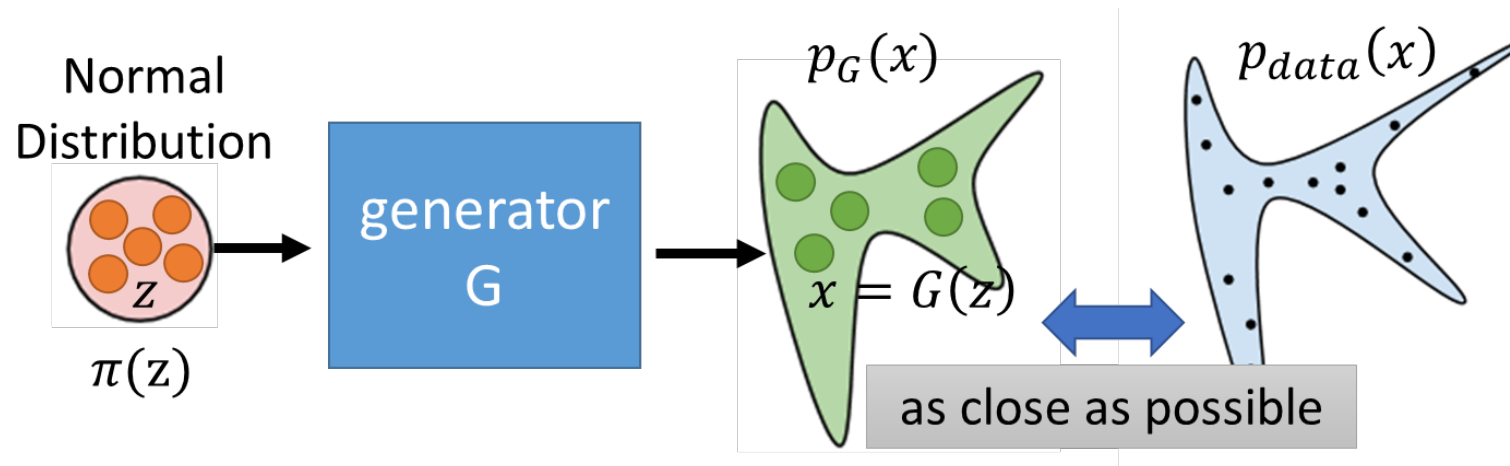 Normal
Distribution
z
π(z)
generator
G
p_G(x)
x = G(z)
p_data(x)
as close as possible